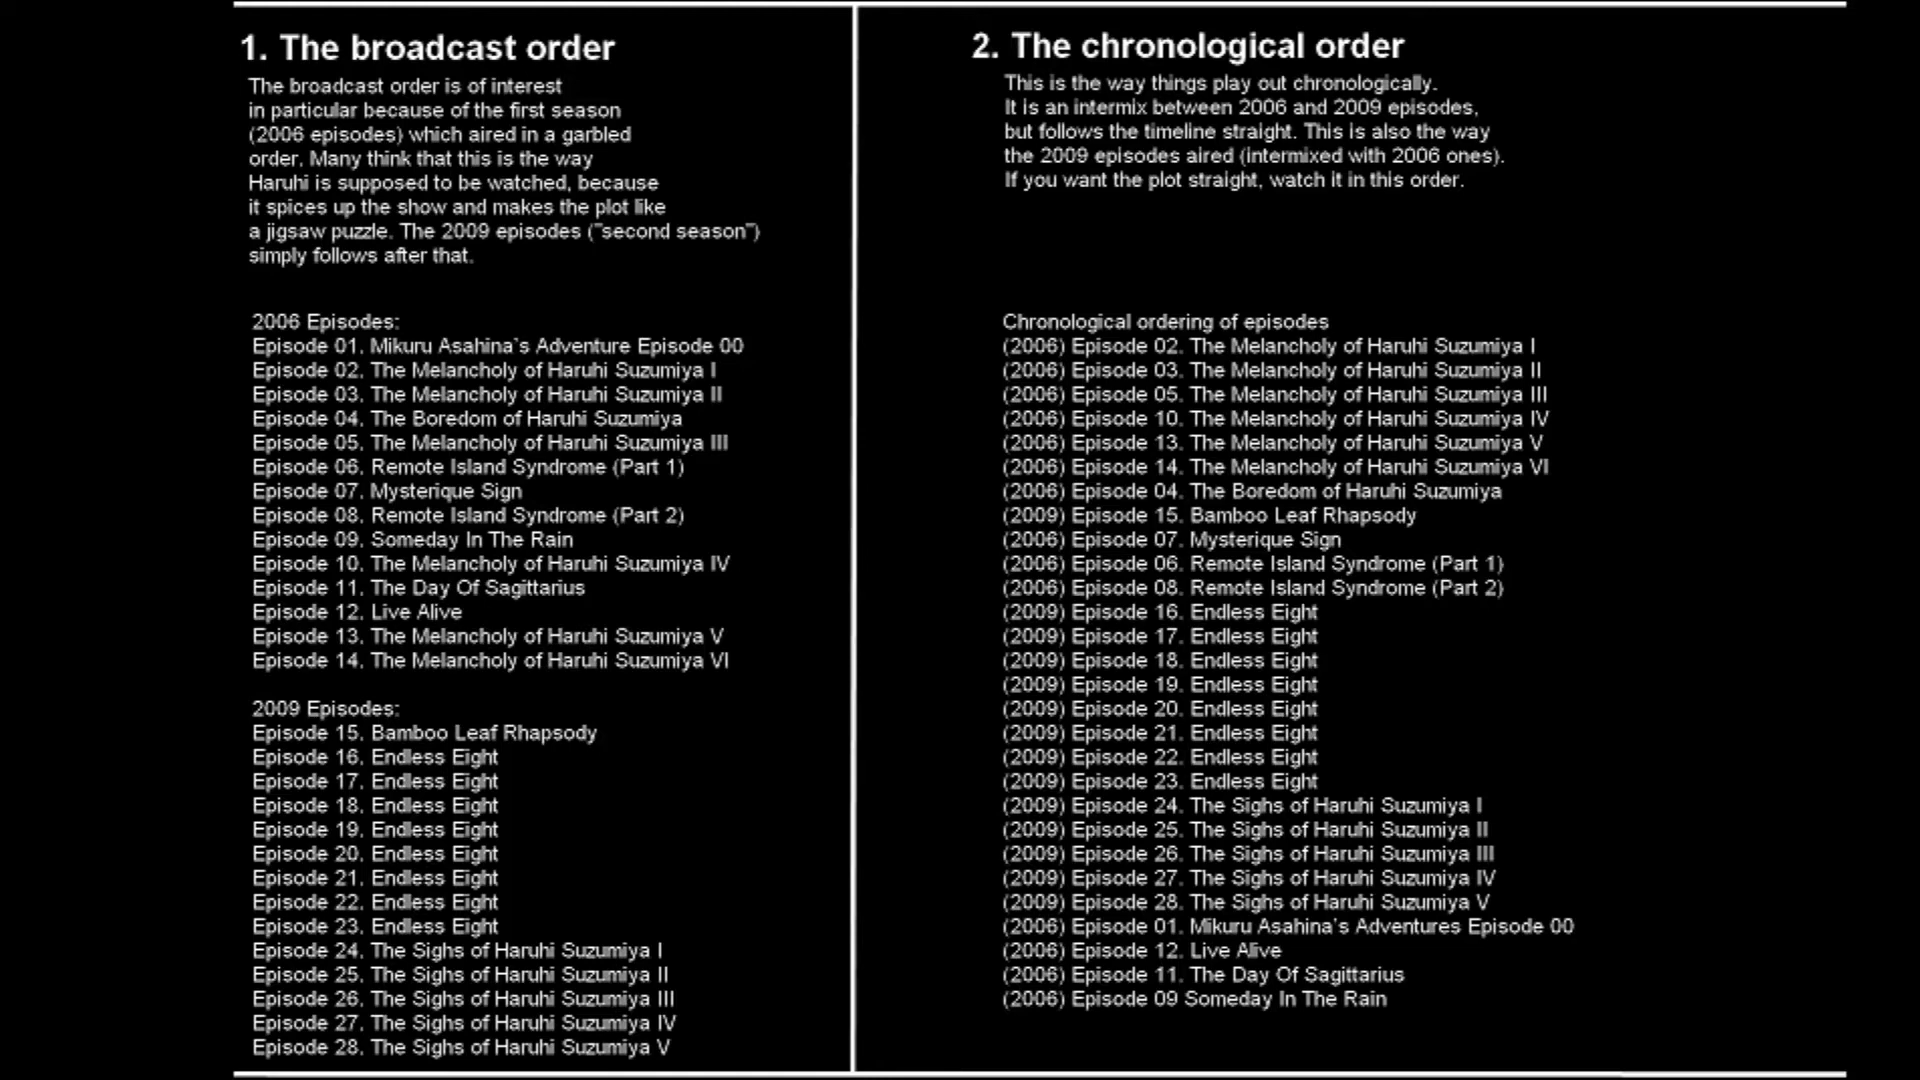 1. The broadcast order
The broadcast order is of interest
in particular because of the first season
(2006 episodes) which aired in a garbled
order. Many think that this is the way
Haruhi is supposed to be watched, because
it spices up the show and makes the plot like
a jigsaw puzzle. The 2009 episodes ("second season")
simply follows after that.
2006 Episodes:
Episode 01. Mikuru Asahina's Adventure Episode 00
Episode 02. The Melancholy of Haruhi Suzumiya I
Episode 03. The Melancholy of Haruhi Suzumiya II
Episode 04. The Boredom of Haruhi Suzumiya
Episode 05. The Melancholy of Haruhi Suzumiya III
Episode 06. Remote Island Syndrome (Part 1)
Episode 07. Mysterique Sign
Episode 08. Remote Island Syndrome (Part 2)
Episode 09. Someday In The Rain
Episode 10. The Melancholy of Haruhi Suzumiya IV
Episode 11. The Day Of Sagittarius
Episode 12. Live Alive
Episode 13. The Melancholy of Haruhi Suzumiya V
Episode 14. The Melancholy of Haruhi Suzumiya VI
2009 Episodes:
Episode 15. Bamboo Leaf Rhapsody
Episode 16. Endless Eight
Episode 17. Endless Eight
Episode 18. Endless Eight
Episode 19. Endless Eight
Episode 20. Endless Eight
Episode 21. Endless Eight
Episode 22. Endless Eight
Episode 23. Endless Eight
Episode 24. The Sighs of Haruhi Suzumiya I
Episode 25. The Sighs of Haruhi Suzumiya II
Episode 26. The Sighs of Haruhi Suzumiya III
Episode 27. The Sighs of Haruhi Suzumiya IV
Episode 28. The Sighs of Haruhi Suzumiya V
2. The chronological order
This is the way things play out chronologically.
It is an intermix between 2006 and 2009 episodes,
but follows the timeline straight. This is also the way
the 2009 episodes aired (intermixed with 2006 ones).
If you want the plot straight, watch it in this order.
Chronological ordering of episodes
(2006) Episode 02. The Melancholy of Haruhi Suzumiya I
(2006) Episode 03. The Melancholy of Haruhi Suzumiya II
(2006) Episode 05. The Melancholy of Haruhi Suzumiya III
(2006) Episode 10. The Melancholy of Haruhi Suzumiya IV
(2006) Episode 13. The Melancholy of Haruhi Suzumiya V
(2006) Episode 14. The Melancholy of Haruhi Suzumiya VI
(2006) Episode 04. The Boredom of Haruhi Suzumiya
(2009) Episode 15. Bamboo Leaf Rhapsody
(2006) Episode 07. Mysterique Sign
(2006) Episode 06. Remote Island Syndrome (Part 1)
(2006) Episode 08. Remote Island Syndrome (Part 2)
(2009) Episode 16. Endless Eight
(2009) Episode 17. Endless Eight
(2009) Episode 18. Endless Eight
(2009) Episode 19. Endless Eight
(2009) Episode 20. Endless Eight
(2009) Episode 21. Endless Eight
(2009) Episode 22. Endless Eight
(2009) Episode 23. Endless Eight
(2009) Episode 24. The Sighs of Haruhi Suzumiya I
(2009) Episode 25. The Sighs of Haruhi Suzumiya II
(2009) Episode 26. The Sighs of Haruhi Suzumiya III
(2009) Episode 27. The Sighs of Haruhi Suzumiya IV
(2009) Episode 28. The Sighs of Haruhi Suzumiya V
(2006) Episode 01. Mikuru Asahina's Adventures Episode 00
(2006) Episode 12. Live Alive
(2006) Episode 11. The Day Of Sagittarius
(2006) Episode 09 Someday In The Rain